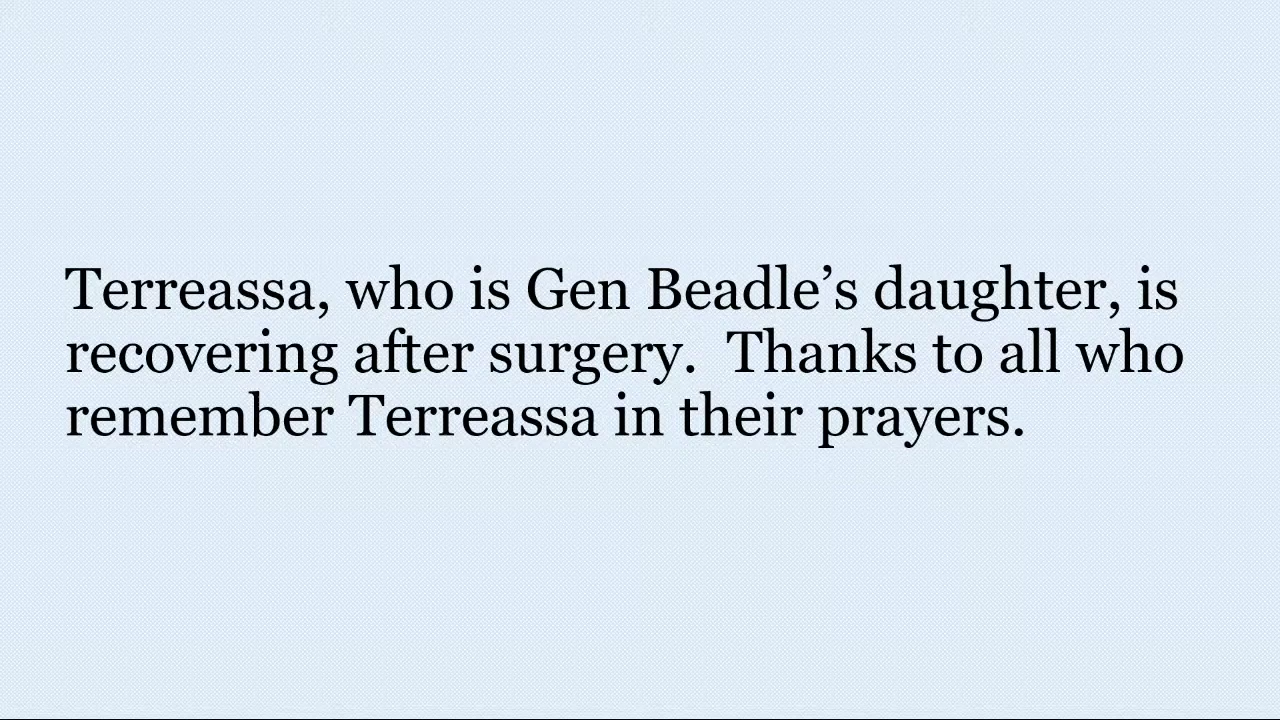 Terreassa, who is Gen Beadle’s daughter, is
recovering after surgery.  Thanks to all who
remember Terreassa in their prayers.